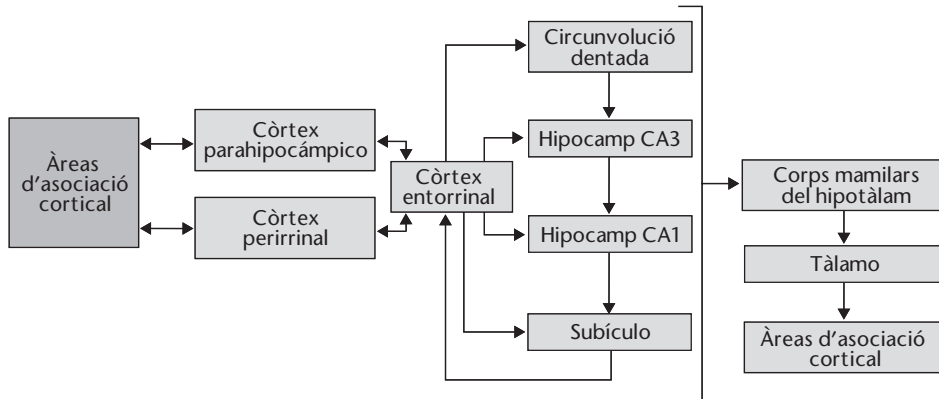 Àreas
d'asociació
cortical
Còrtex
parahipocámpico
Còrtex
perirrinal
Còrtex
entorrinal
Circunvolució
dentada
Hipocamp CA3
Hipocamp CA1
Subículo
Corps mamilars
del hipotàlam
Tàlamo
Àreas d'asociació
cortical